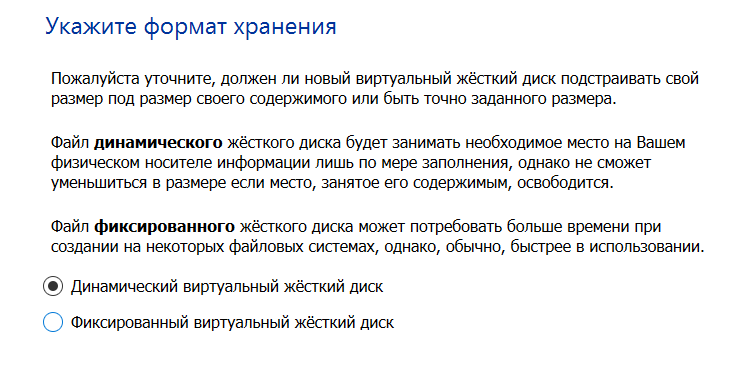 Укажите формат хранения
Пожалуйста уточните, должен ли новый виртуальный жёсткий диск подстраивать свой
размер под размер своего содержимого или быть точно заданного размера.
Файл динамического жёсткого диска будет занимать необходимое место на Вашем
физическом носителе информации лишь по мере заполнения, однако не сможет
уменьшиться в размере если место, занятое его содержимым, освободится.
Файл фиксированного жёсткого диска может потребовать больше времени при
создании на некоторых файловых системах, однако, обычно, быстрее в использовании.
Динамический виртуальный жёсткий диск
Фиксированный виртуальный жёсткий диск